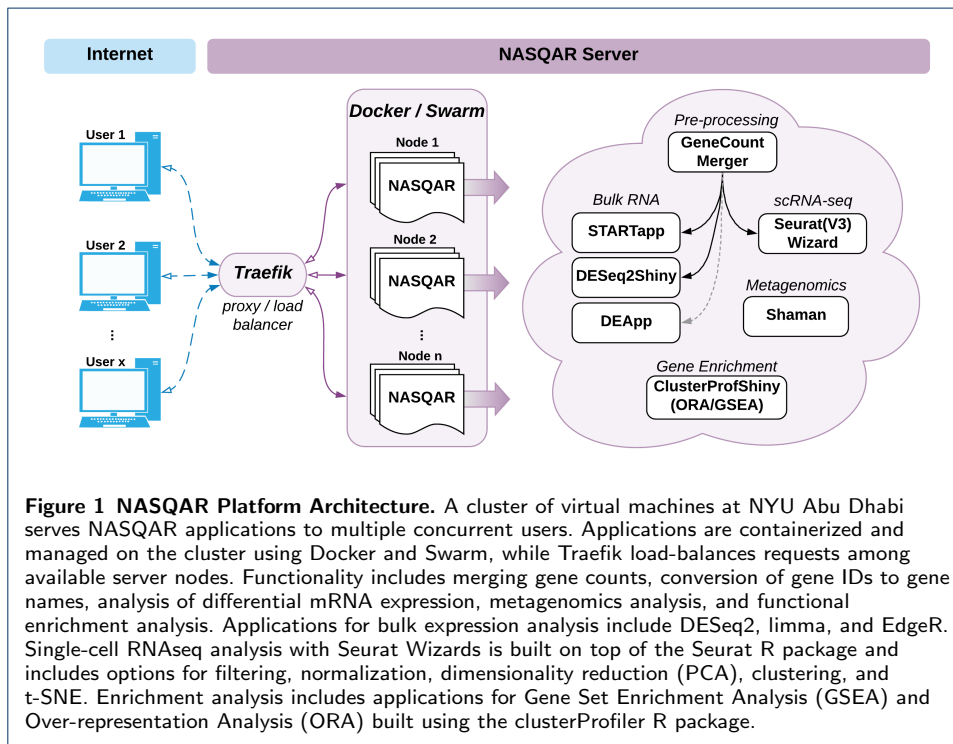 Internet
NASQAR Server
User 1
User 2
...
User x
Traefik
proxy / load
balancer
Docker / Swarm
Node 1
NASQAR
Node 2
NASQAR
...
Node n
NASQAR
Pre-processing
GeneCount
Merger
Bulk RNA
STARTapp
DESeq2Shiny
DEApp
scRNA-seq
Seurat(V3)
Wizard
Metagenomics
Shaman
Gene Enrichment
ClusterProfShiny
(ORA/GSEA)
Figure 1 NASQAR Platform Architecture. A cluster of virtual machines at NYU Abu Dhabi
serves NASQAR applications to multiple concurrent users. Applications are containerized and
managed on the cluster using Docker and Swarm, while Traefik load-balances requests among
available server nodes. Functionality includes merging gene counts, conversion of gene IDs to gene
names, analysis of differential mRNA expression, metagenomics analysis, and functional
enrichment analysis. Applications for bulk expression analysis include DESeq2, limma, and EdgeR.
Single-cell RNAseq analysis with Seurat Wizards is built on top of the Seurat R package and
includes options for filtering, normalization, dimensionality reduction (PCA), clustering, and
t-SNE. Enrichment analysis includes applications for Gene Set Enrichment Analysis (GSEA) and
Over-representation Analysis (ORA) built using the clusterProfiler R package.